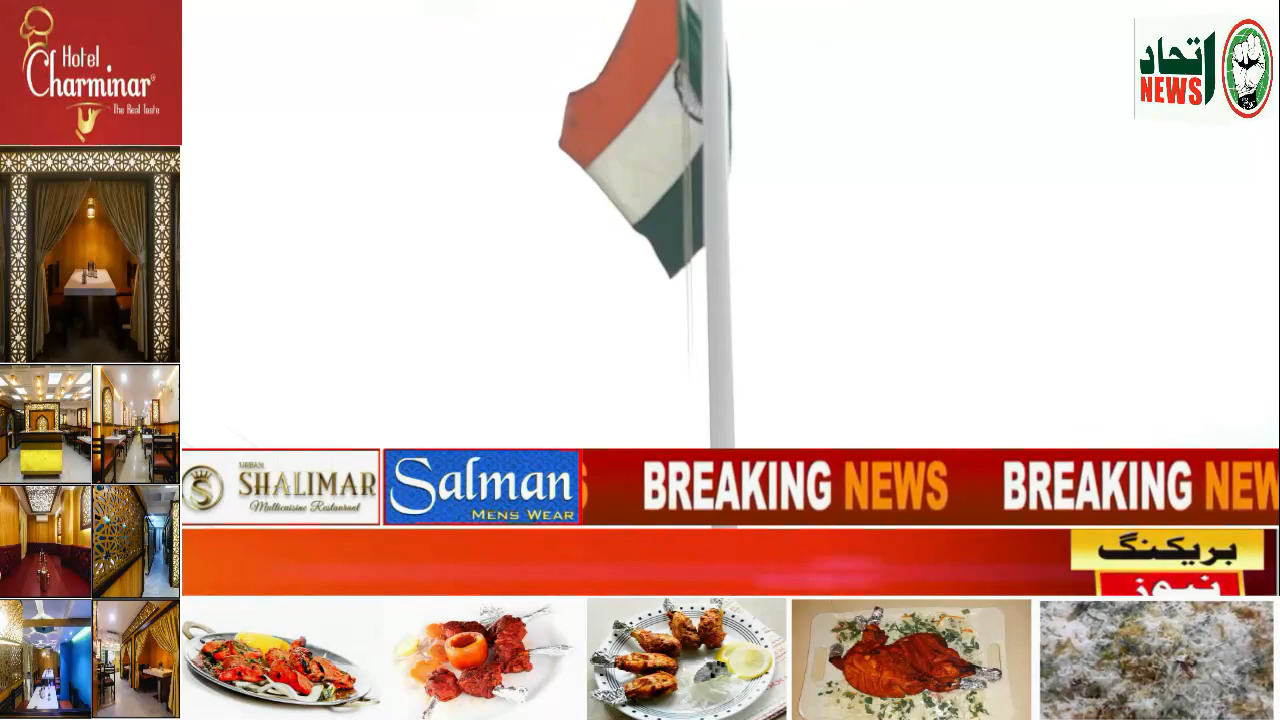 Hotel
Charminar
The Real Taste
اتحاد
NEWS
URBAN
SHALIMAR
Multicuisine Restaurant
Salman
MENS WEAR
BREAKING NEWS
BREAKING NEW
بریکنگ
نیوز